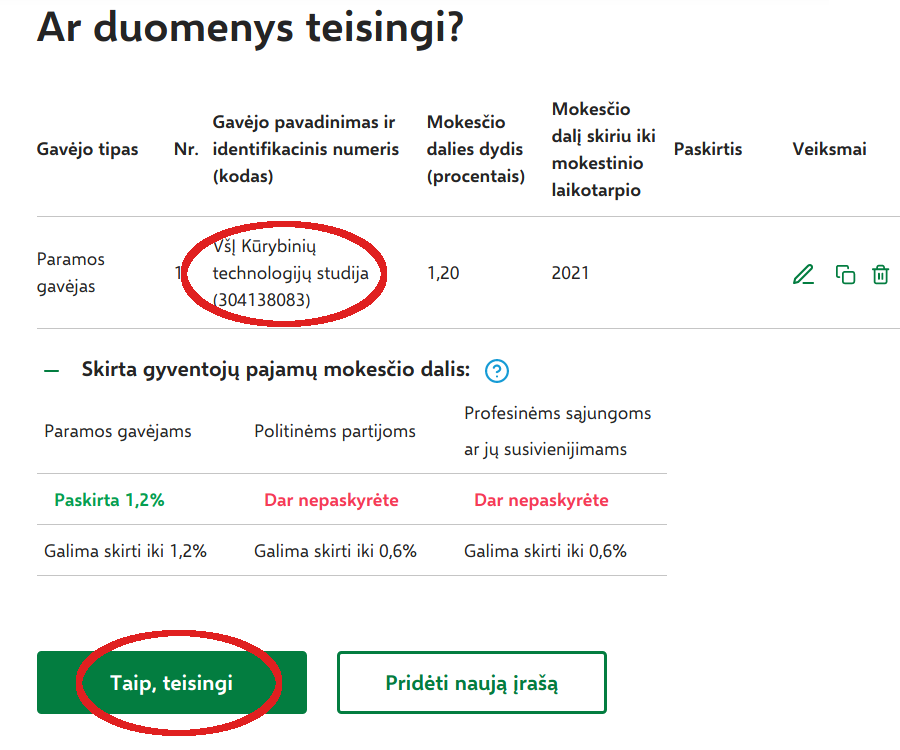 Ar duomenys teisingi?
Gavėjo tipas
Nr.
Gavėjo pavadinimas ir
identifikacinis numeris
(kodas)
Mokesčio
dalies dydis
(procentais)
Mokesčio
dalį skiriu iki
mokestinio
laikotarpio
Paskirtis
Veiksmai
Paramos
gavėjas
1
VšĮ Kūrybinių
technologijų studija
(304138083)
1,20
2021
Skirta gyventojų pajamų mokesčio dalis: ?
Paramos gavėjams
Politinėms partijoms
Profesinėms sąjungoms
ar jų susivienijimams
Paskirta 1,2%
Dar nepaskyrėte
Dar nepaskyrėte
Galima skirti iki 1,2%
Galima skirti iki 0,6%
Galima skirti iki 0,6%
Taip, teisingi
Pridėti naują įrašą